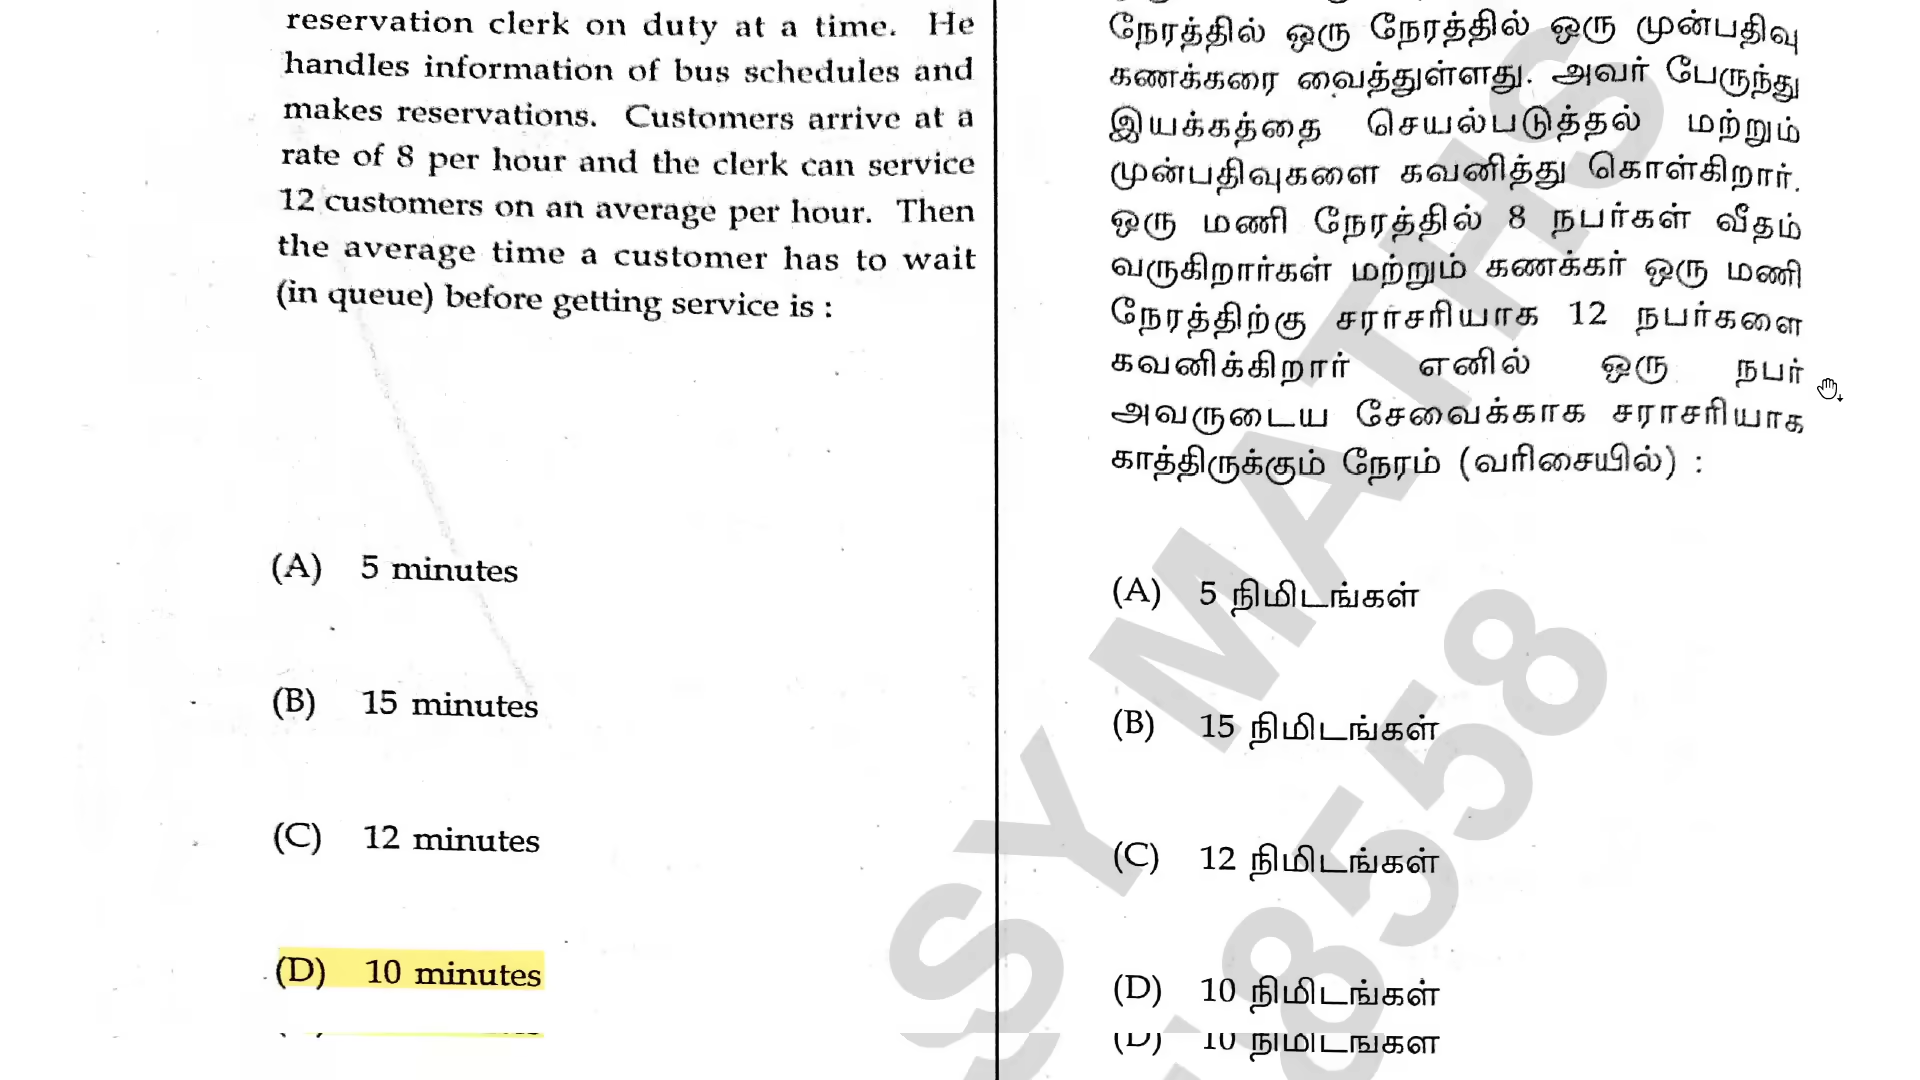 reservation clerk on duty at a time. He
handles information of bus schedules and
makes reservations. Customers arrive at a
rate of 8 per hour and the clerk can service
12 customers on an average per hour. Then
the average time a customer has to wait
(in queue) before getting service is :
(A) 5 minutes
(B) 15 minutes
(C) 12 minutes
(D) 10 minutes
நேரத்தில் ஒரு நேரத்தில் ஒரு முன்பதிவு
கணக்கரை வைத்துள்ளது. அவர் பேருந்து
இயக்கத்தை செயல்படுத்தல் மற்றும்
முன்பதிவுகளை கவனித்து கொள்கிறார்.
ஒரு மணி நேரத்தில் 8 நபர்கள் வீதம்
வருகிறார்கள் மற்றும் கணக்கர் ஒரு மணி
நேரத்திற்கு சராசரியாக 12 நபர்களை
கவனிக்கிறார் எனில் ஒரு நபர்
அவருடைய சேவைக்காக சராசரியாக
காத்திருக்கும் நேரம் (வரிசையில்) :
(A) 5 நிமிடங்கள்
(B) 15 நிமிடங்கள்
(C) 12 நிமிடங்கள்
(D) 10 நிமிடங்கள்
(D) 10 நிமிடங்கள்
SY MATHS
8558